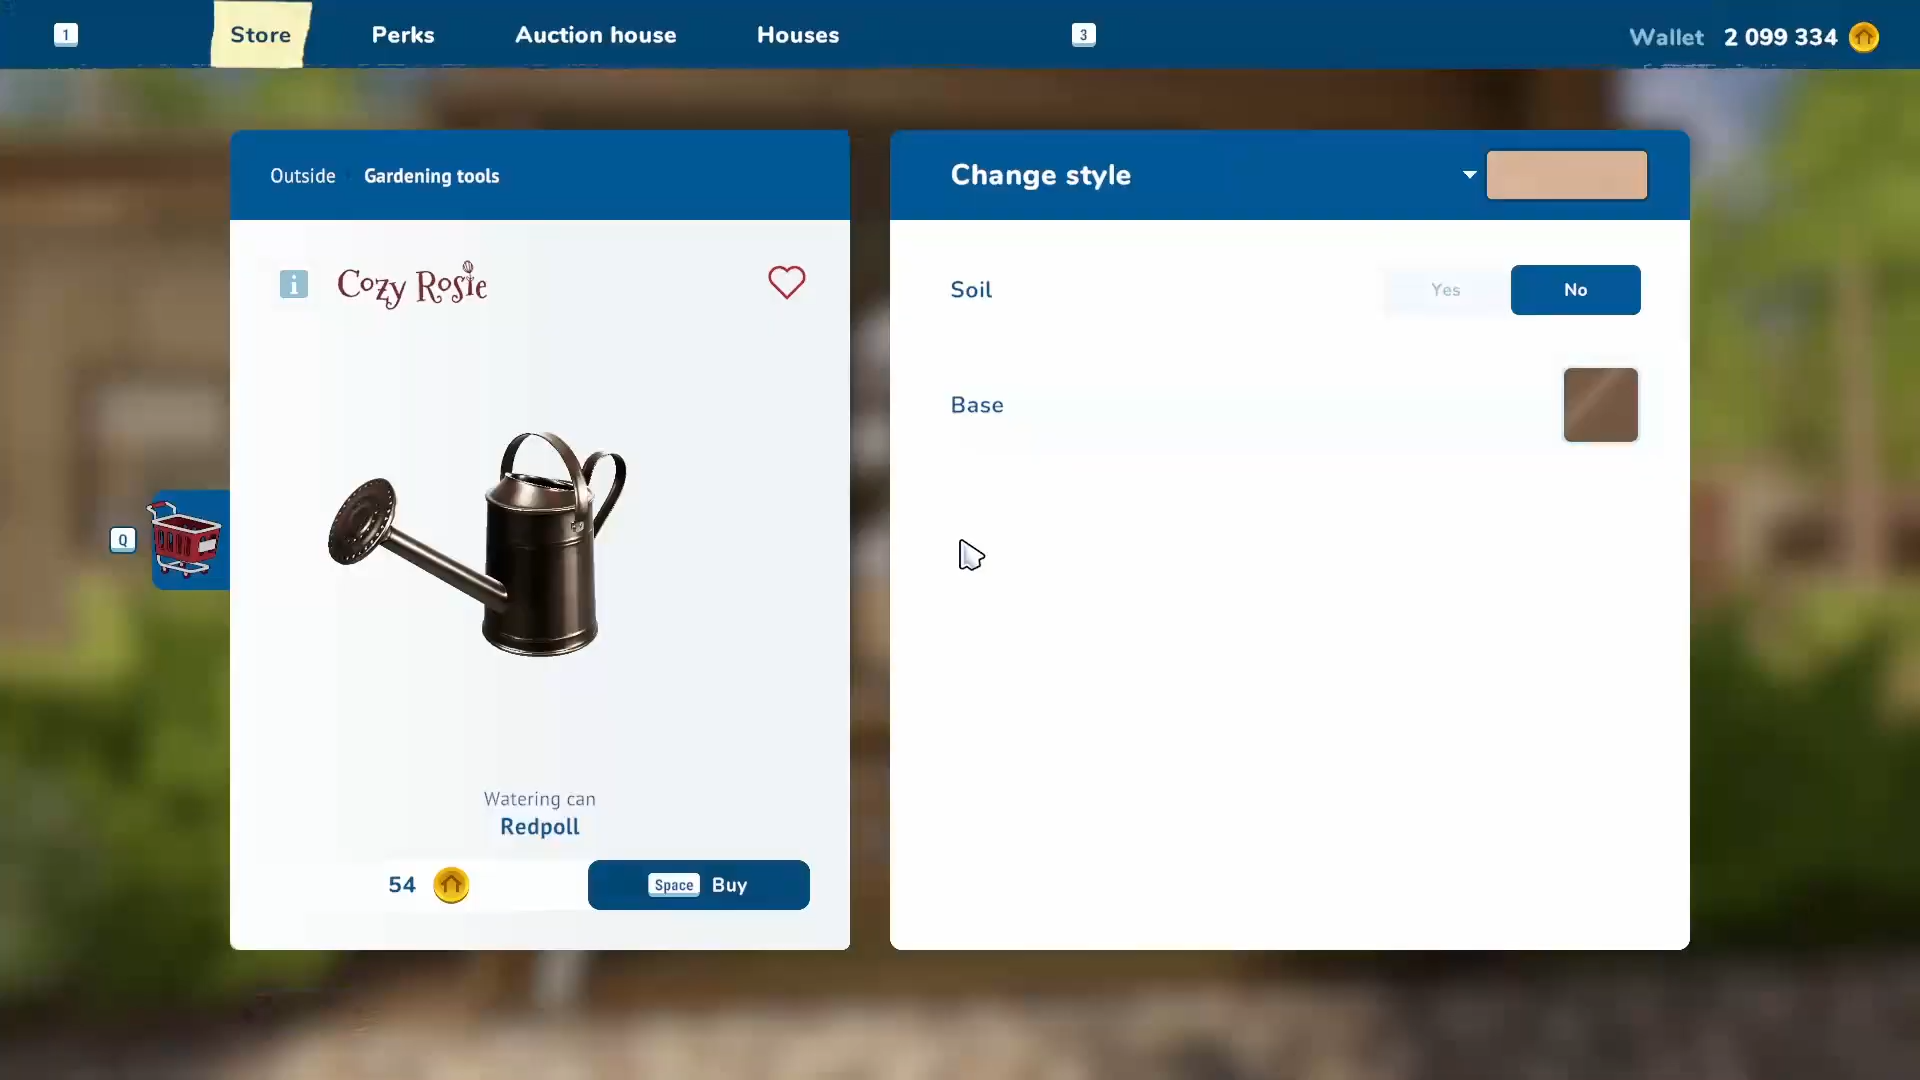 1
Store
Perks
Auction house
Houses
3
Wallet 2 099 334
Outside Gardening tools
Change style
i Cozy Rosie
Soil
Yes
No
Base
Q
Watering can
Redpoll
54
Space Buy